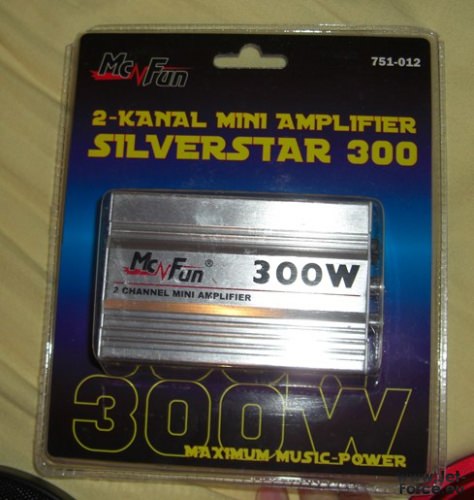 McNFun
751-012
2-KANAL MINI AMPLIFIER
SILVERSTAR 300
McNFun® 300W
2 CHANNEL MINI AMPLIFIER
300W
MAXIMUM MUSIC-POWER